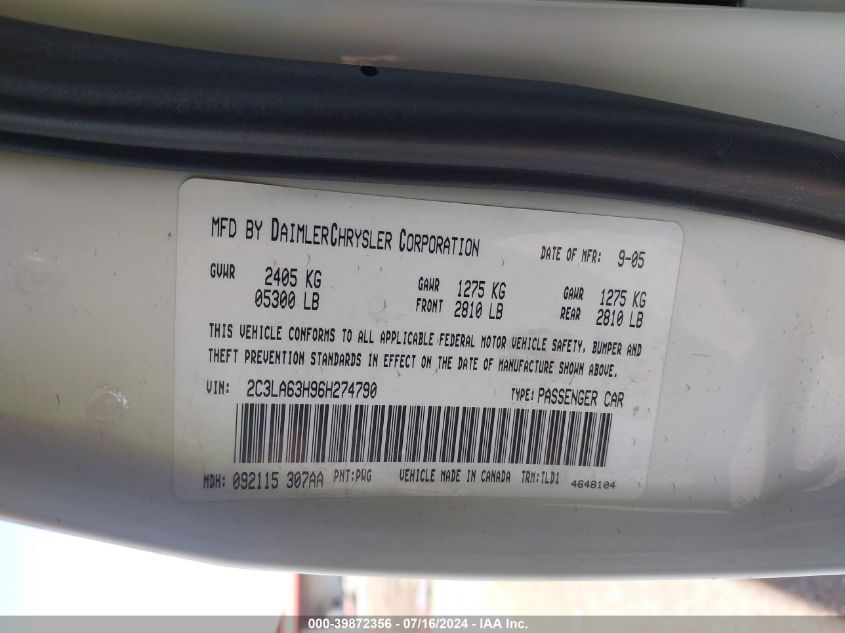 MFD BY DAIMLERCHRYSLER CORPORATION DATE OF MFR: 9-05
GVWR 2405 KG GAWR 1275 KG GAWR 1275 KG
05300 LB FRONT 2810 LB REAR 2810 LB
THIS VEHICLE CONFORMS TO ALL APPLICABLE FEDERAL MOTOR VEHICLE SAFETY, BUMPER AND
THEFT PREVENTION STANDARDS IN EFFECT ON THE DATE OF MANUFACTURE SHOWN ABOVE.
VIN: 2C3LA63H96H274790 TYPE: PASSENGER CAR
MDH: 092115 307AA PNT:PWG VEHICLE MADE IN CANADA TRM:TLD1 4648104
000-39872356 - 07/16/2024 - IAA Inc.